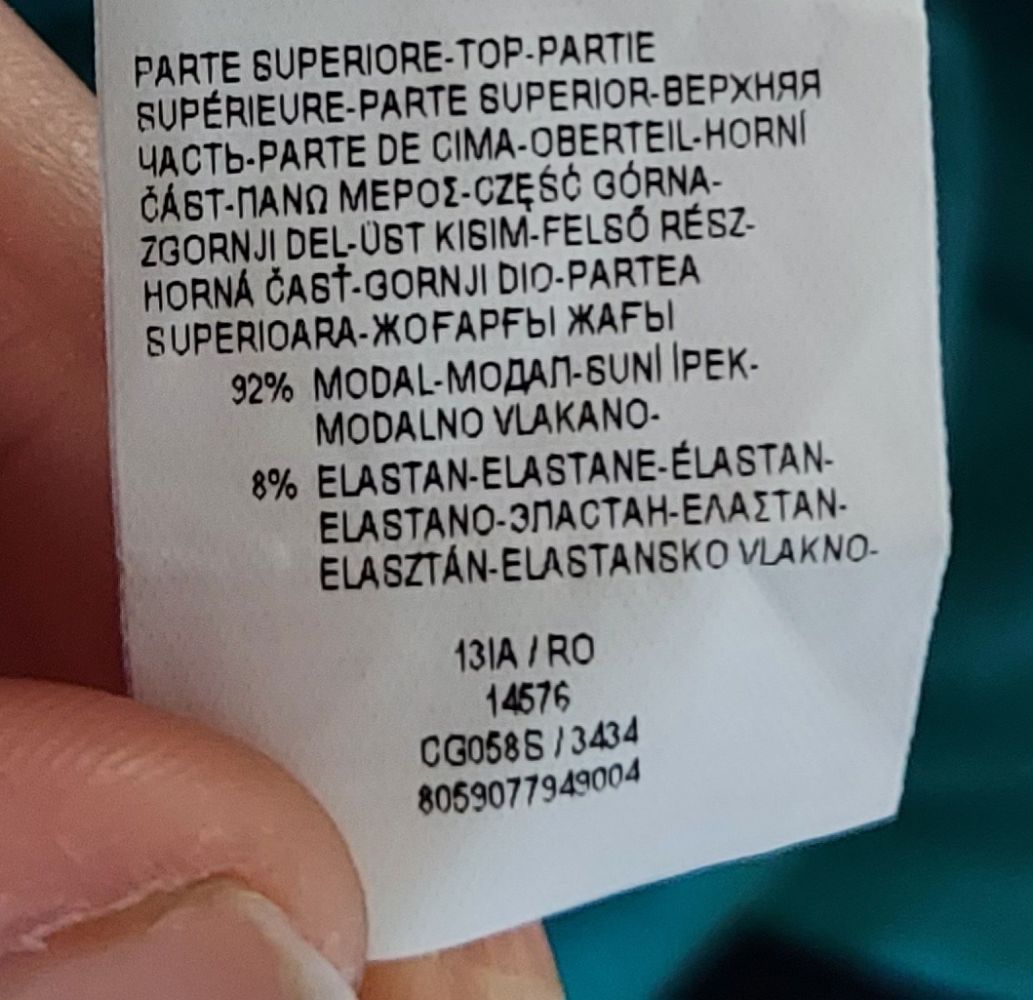 PARTE SUPERIORE-TOP-PARTIE
SUPÉRIEURE-PARTE SUPERIOR-ВЕРХНЯЯ
ЧАСТЬ-PARTE DE CIMA-OBERTEIL-HORNÍ
ČÁST-ΠΑΝΩ ΜΕΡΟΣ-CZĘŚĆ GÓRNA-
ZGORNJI DEL-ÜST KISIM-FELSŐ RÉSZ-
HORNÁ ČASŤ-GORNJI DIO-PARTEA
SUPERIOARA-ЖОҒАРҒЫ ЖАҒЫ
92% MODAL-МОДАЛ-SUNİ İPEK-
MODALNO VLAKANO-
8% ELASTAN-ELASTANE-ÉLASTAN-
ELASTANO-ЭЛАСТАН-ΕΛΑΣΤΑΝ-
ELASZTÁN-ELASTANSKO VLAKNO-
13IA / RO
14576
CG058S / 3434
8059077949004